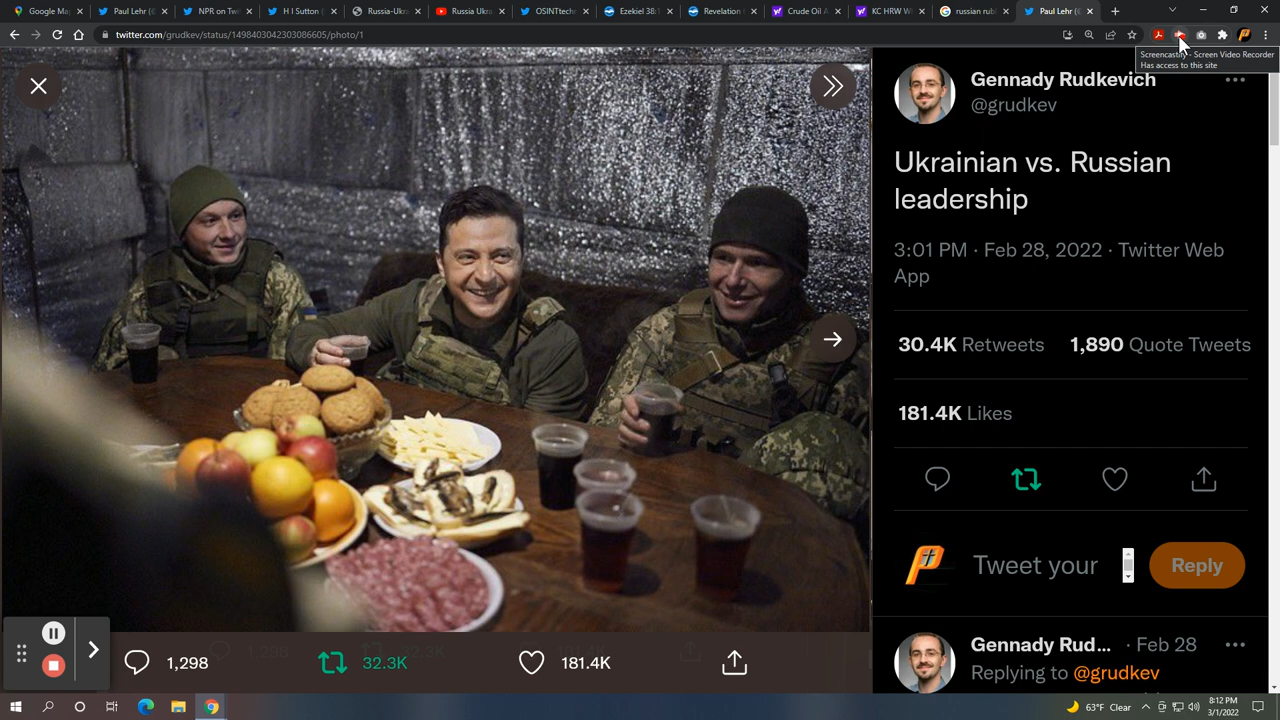 Google Ma
Paul Lehr (
NPR on Tw
H I Sutton (
Russia-Ukra
Russia Ukra
OSINTtech
Ezekiel 38:1
Revelation
Crude Oil A
KC HRW W
russian rub
Paul Lehr (
twitter.com/grudkev/status/1498403042303086605/photo/1
Screencastify - Screen Video Recorder
Has access to this site
Gennady Rudkevich
@grudkev
Ukrainian vs. Russian
leadership
3:01 PM · Feb 28, 2022 · Twitter Web
App
30.4K Retweets 1,890 Quote Tweets
181.4K Likes
Tweet your
Reply
Gennady Rud... · Feb 28
Replying to @grudkev
1,298 32.3K 181.4K
63°F Clear
8:12 PM
3/1/2022